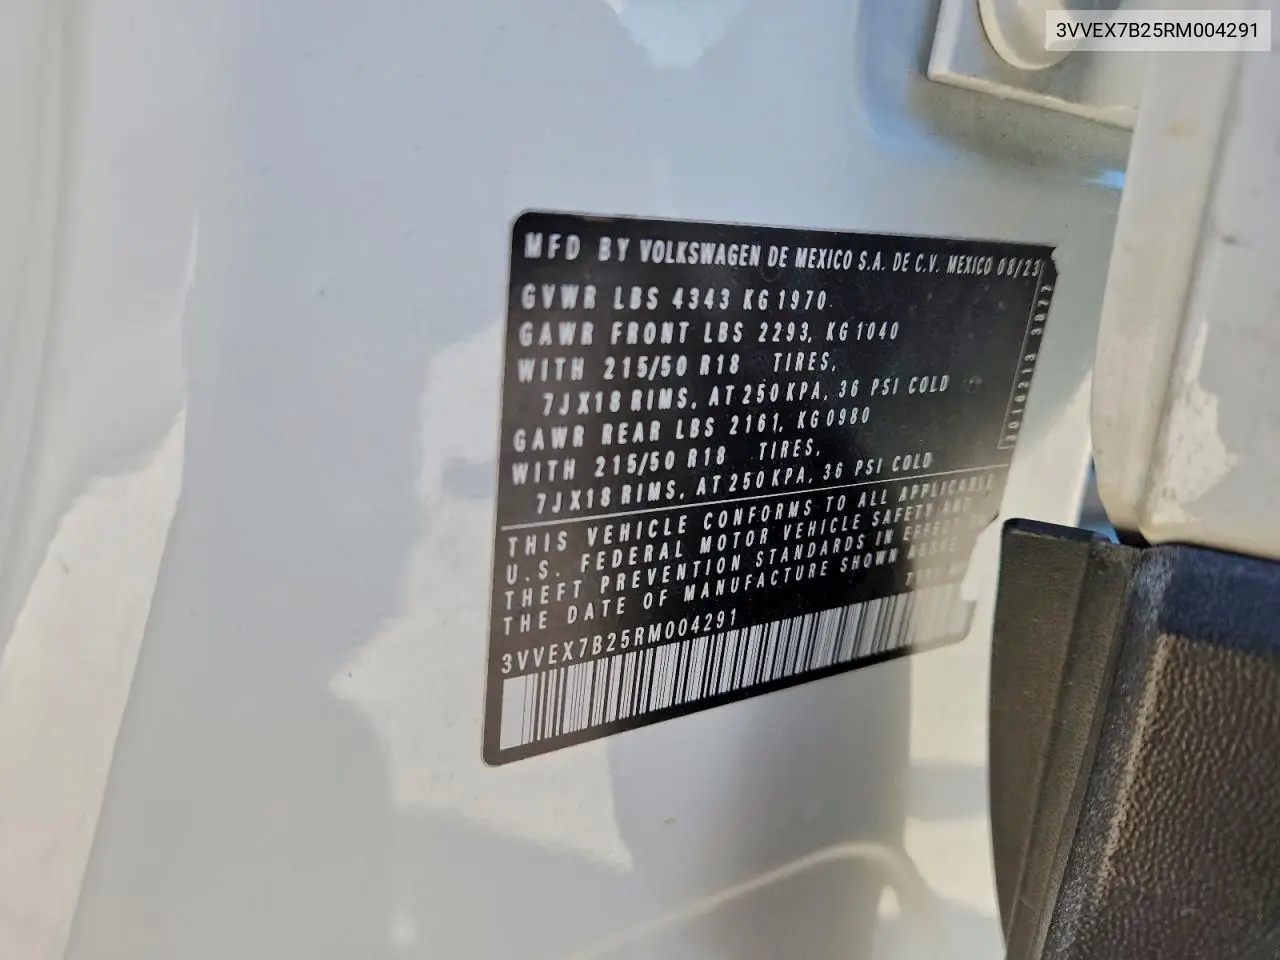 3VVEX7B25RM004291
MFD BY VOLKSWAGEN DE MEXICO S.A. DE C.V. MEXICO 08/23
GVWR LBS 4343 KG 1970
GAWR FRONT LBS 2293, KG 1040
WITH 215/50 R18 TIRES,
7JX18 RIMS, AT 250 KPA, 36 PSI COLD
GAWR REAR LBS 2161, KG 0980
WITH 215/50 R18 TIRES,
7JX18 RIMS, AT 250 KPA, 36 PSI COLD
THIS VEHICLE CONFORMS TO ALL APPLICABLE
U.S. FEDERAL MOTOR VEHICLE SAFETY AND
THEFT PREVENTION STANDARDS IN EFFECT
THE DATE OF MANUFACTURE SHOWN ABOVE
3VVEX7B25RM004291